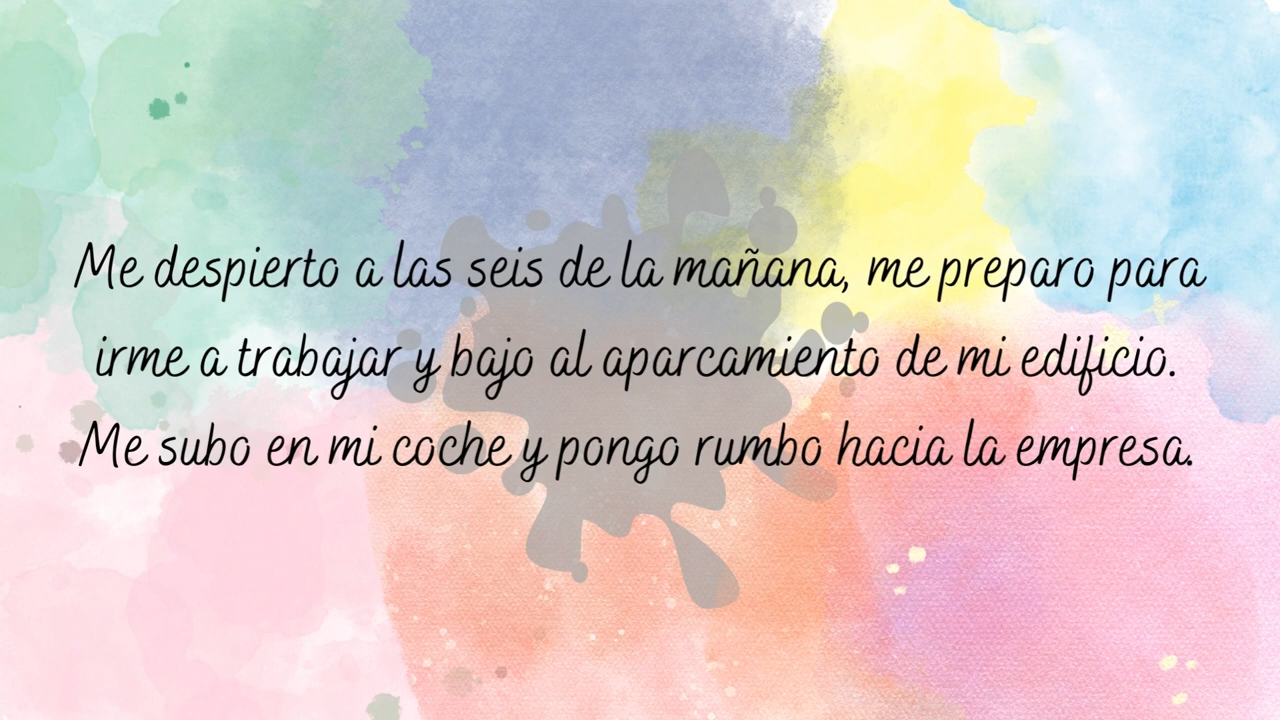 Me despierto a las seis de la mañana, me preparo para
irme a trabajar y bajo al aparcamiento de mi edificio.
Me subo en mi coche y pongo rumbo hacia la empresa.